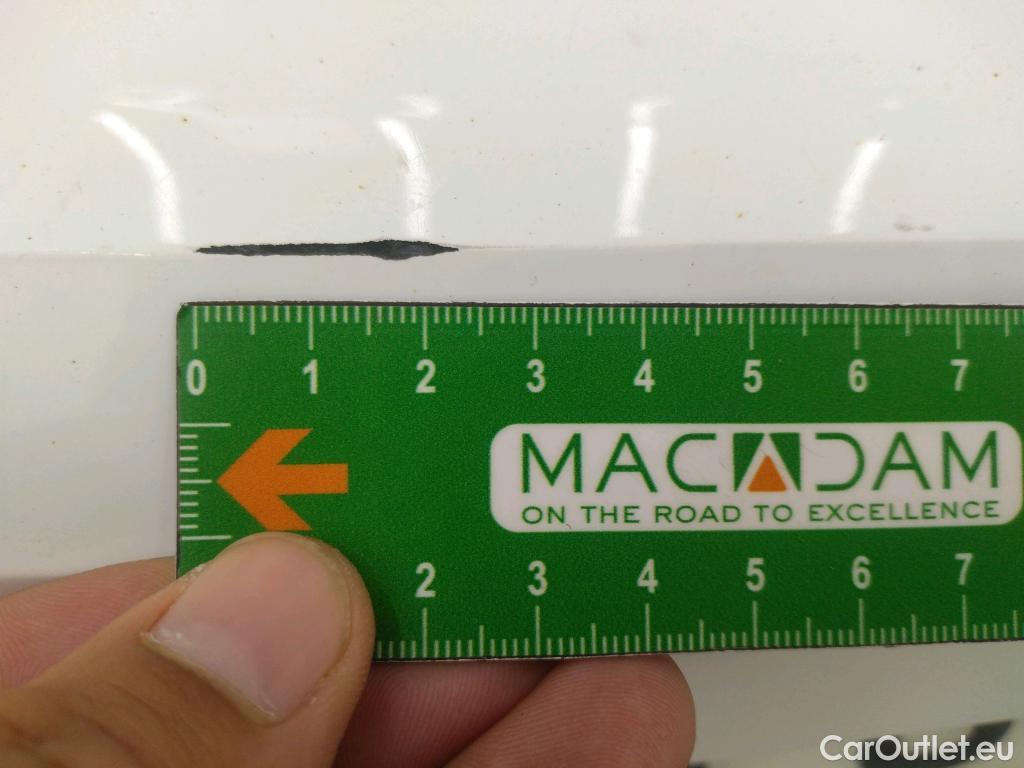 0 1 2 3 4 5 6 7
MACADAM
ON THE ROAD TO EXCELLENCE
2 3 4 5 6 7
CarOutlet.eu